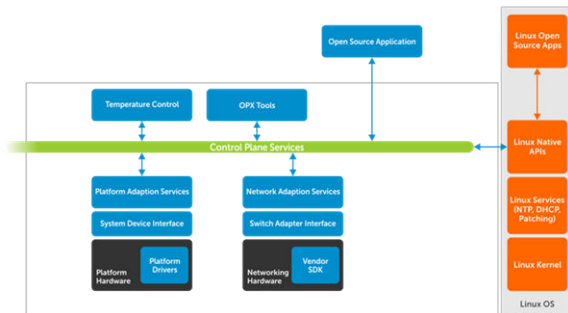 Open Source Application
Linux Open
Source Apps
Temperature Control
OPX Tools
Control Plane Services
Linux Native
APIs
Platform Adaption Services
Network Adaption Services
Linux Services
(NTP, DHCP,
Patching)
System Device Interface
Switch Adapter Interface
Platform
Hardware
Platform
Drivers
Networking
Hardware
Vendor
SDK
Linux Kernel
Linux OS